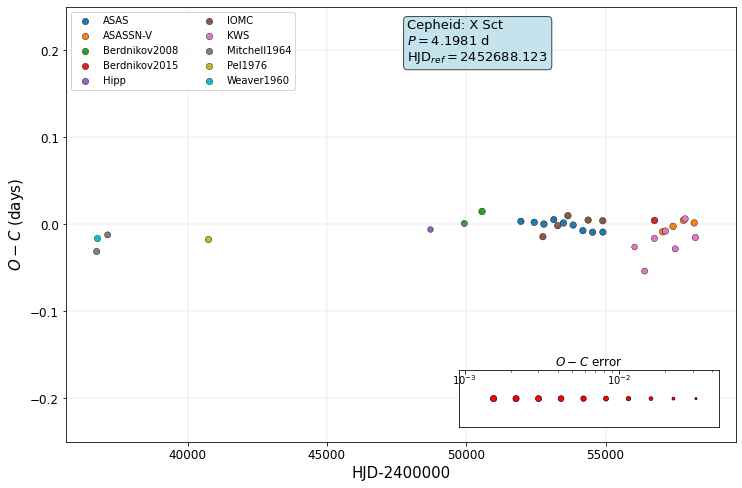 ASAS
ASASSN-V
Berdnikov2008
Berdnikov2015
Hipp
IOMC
KWS
Mitchell1964
Pel1976
Weaver1960
Cepheid: X Sct
P = 4.1981 d
HJD_ref = 2452688.123
0.2
0.1
0.0
−0.1
−0.2
O − C (days)
O − C error
10^−3
10^−2
40000
45000
50000
55000
HJD-2400000